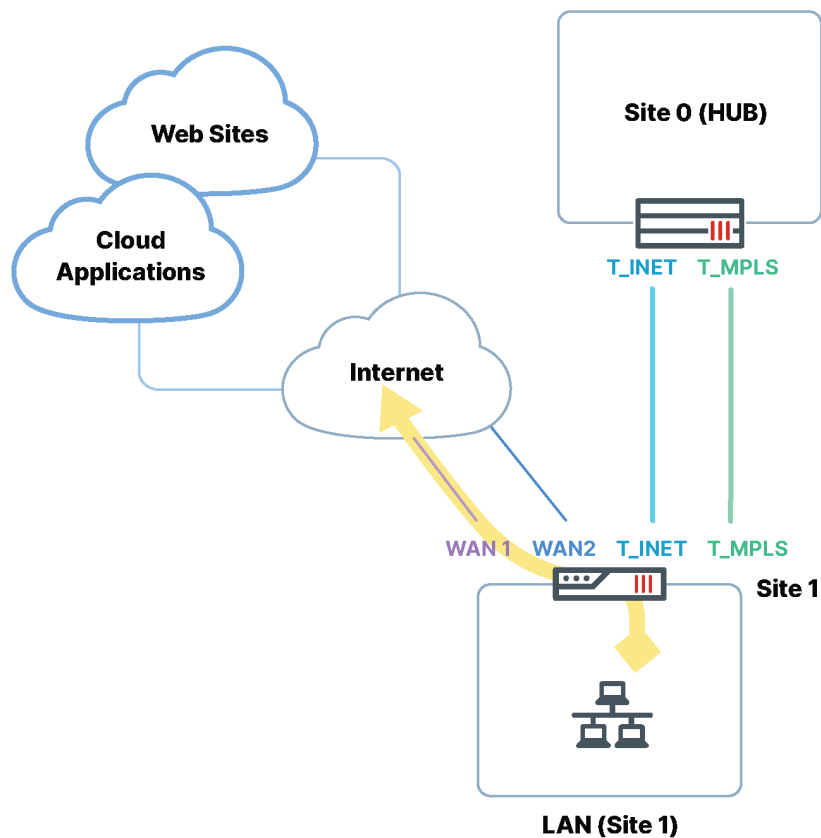 Site 0 (HUB)
Web Sites
Cloud
Applications
T_INET T_MPLS
Internet
WAN 1 WAN2 T_INET T_MPLS
Site 1
LAN (Site 1)